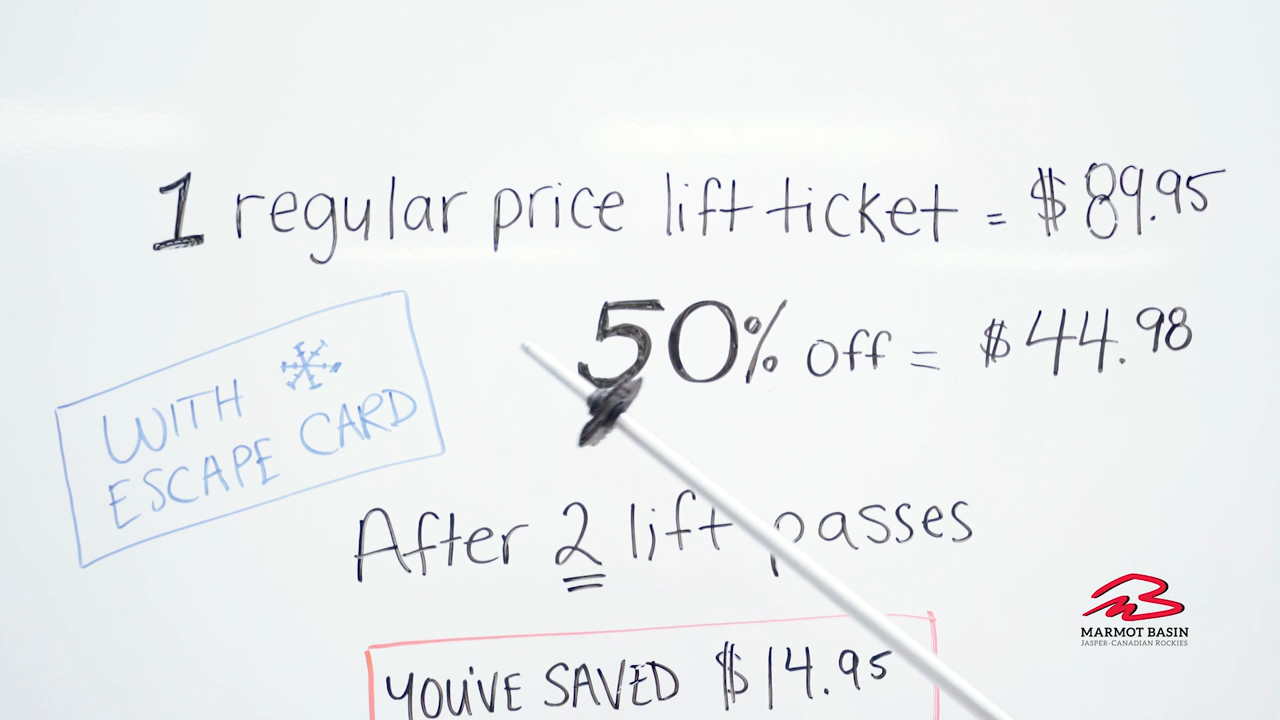 1 regular price lift ticket = $89.95
50% off = $44.98
WITH
ESCAPE CARD
After 2 lift passes
YOU'VE SAVED $14.95
MARMOT BASIN
JASPER-CANADIAN ROCKIES